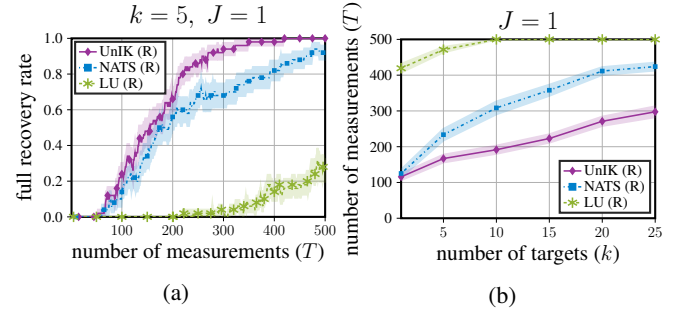 k = 5, J = 1
full recovery rate
1.0
0.8
0.6
0.4
0.2
0.0
UnIK (R)
NATS (R)
LU (R)
100
200
300
400
500
number of measurements (T)
(a)
J = 1
number of measurements (T)
500
400
300
200
100
0
UnIK (R)
NATS (R)
LU (R)
5
10
15
20
25
number of targets (k)
(b)